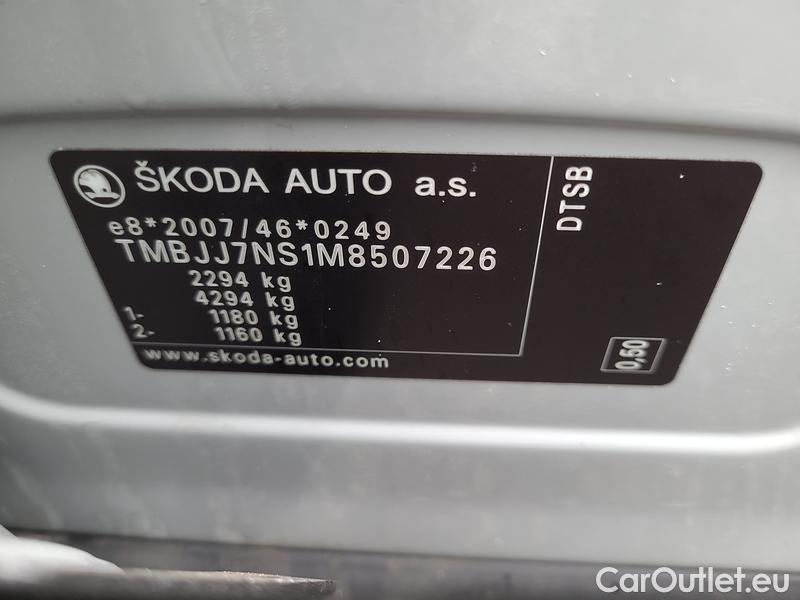 ŠKODA AUTO a.s.
e8*2007/46*0249
TMBJJ7NS1M8507226
2294 kg
4294 kg
1- 1180 kg
2- 1160 kg
www.skoda-auto.com
DTSB
0,50
CarOutlet.eu